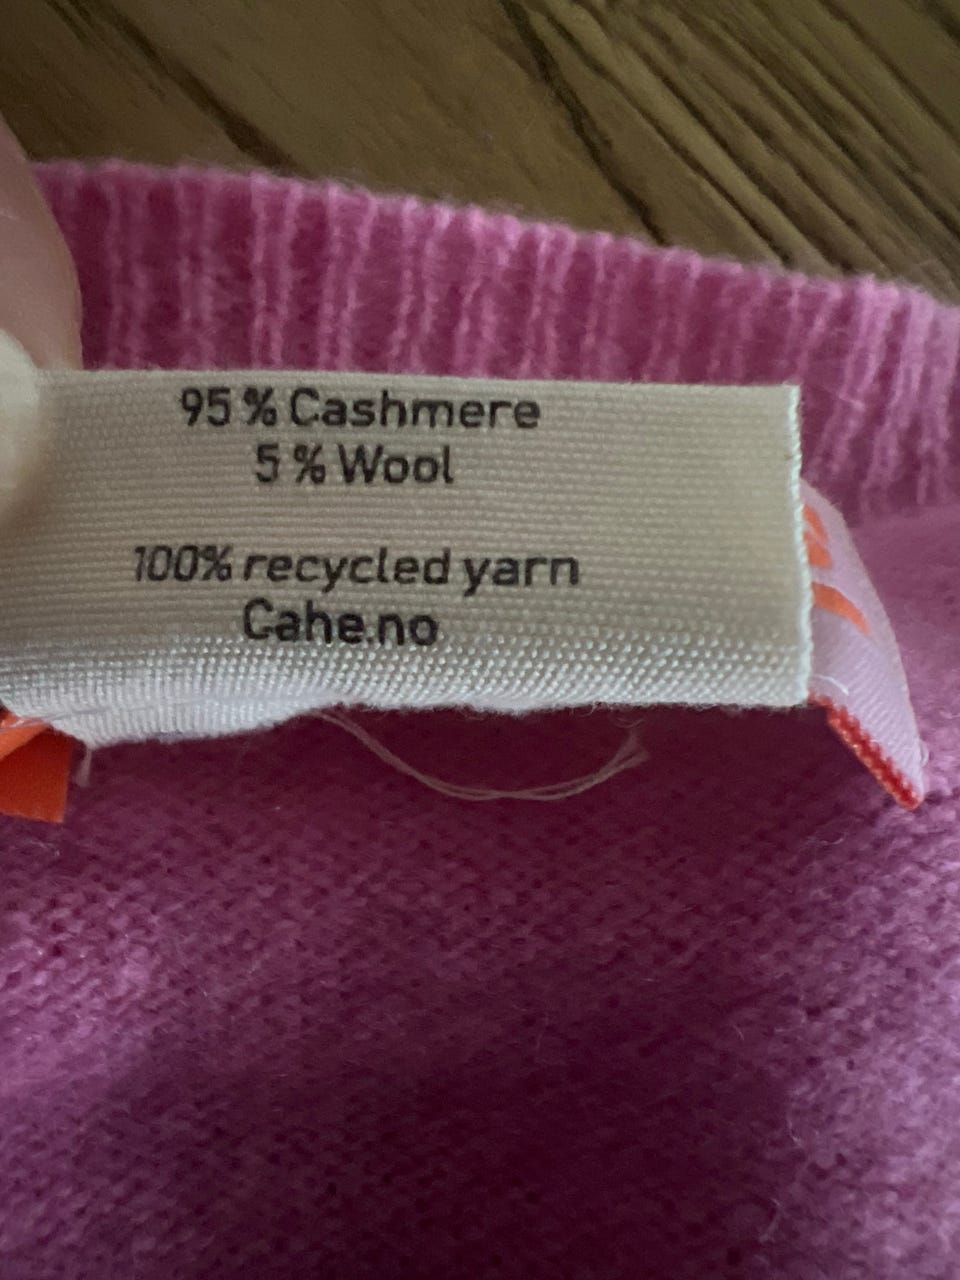 95 % Cashmere
5 % Wool
100% recycled yarn
Cahe.no